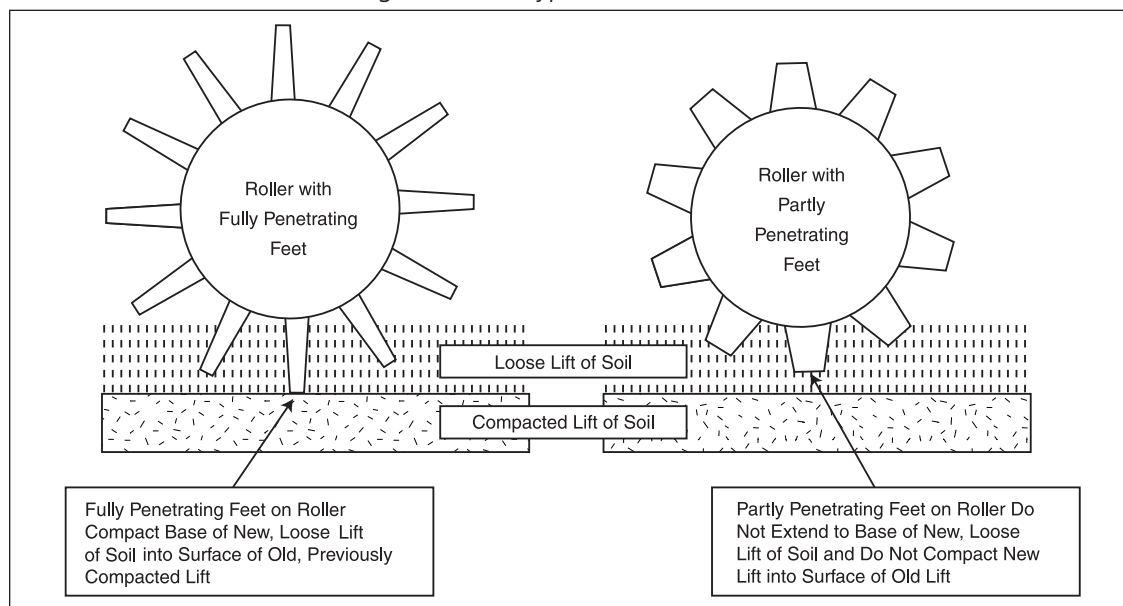 Roller with
Fully Penetrating
Feet
Roller with
Partly
Penetrating
Feet
Loose Lift of Soil
Compacted Lift of Soil
Fully Penetrating Feet on Roller
Compact Base of New, Loose Lift
of Soil into Surface of Old, Previously
Compacted Lift
Partly Penetrating Feet on Roller Do
Not Extend to Base of New, Loose
Lift of Soil and Do Not Compact New
Lift into Surface of Old Lift